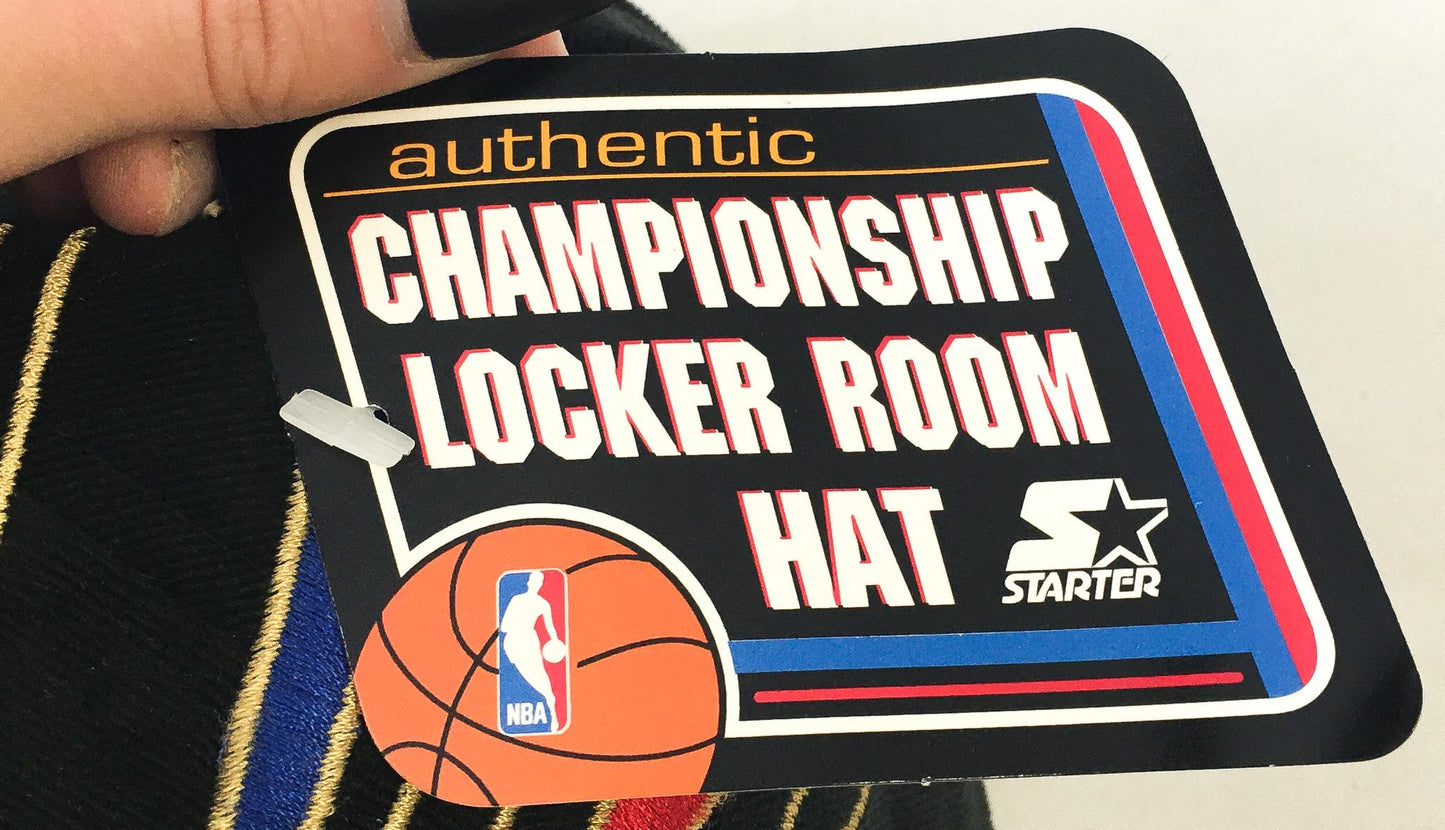 authentic
CHAMPIONSHIP
LOCKER ROOM
HAT
STARTER
NBA